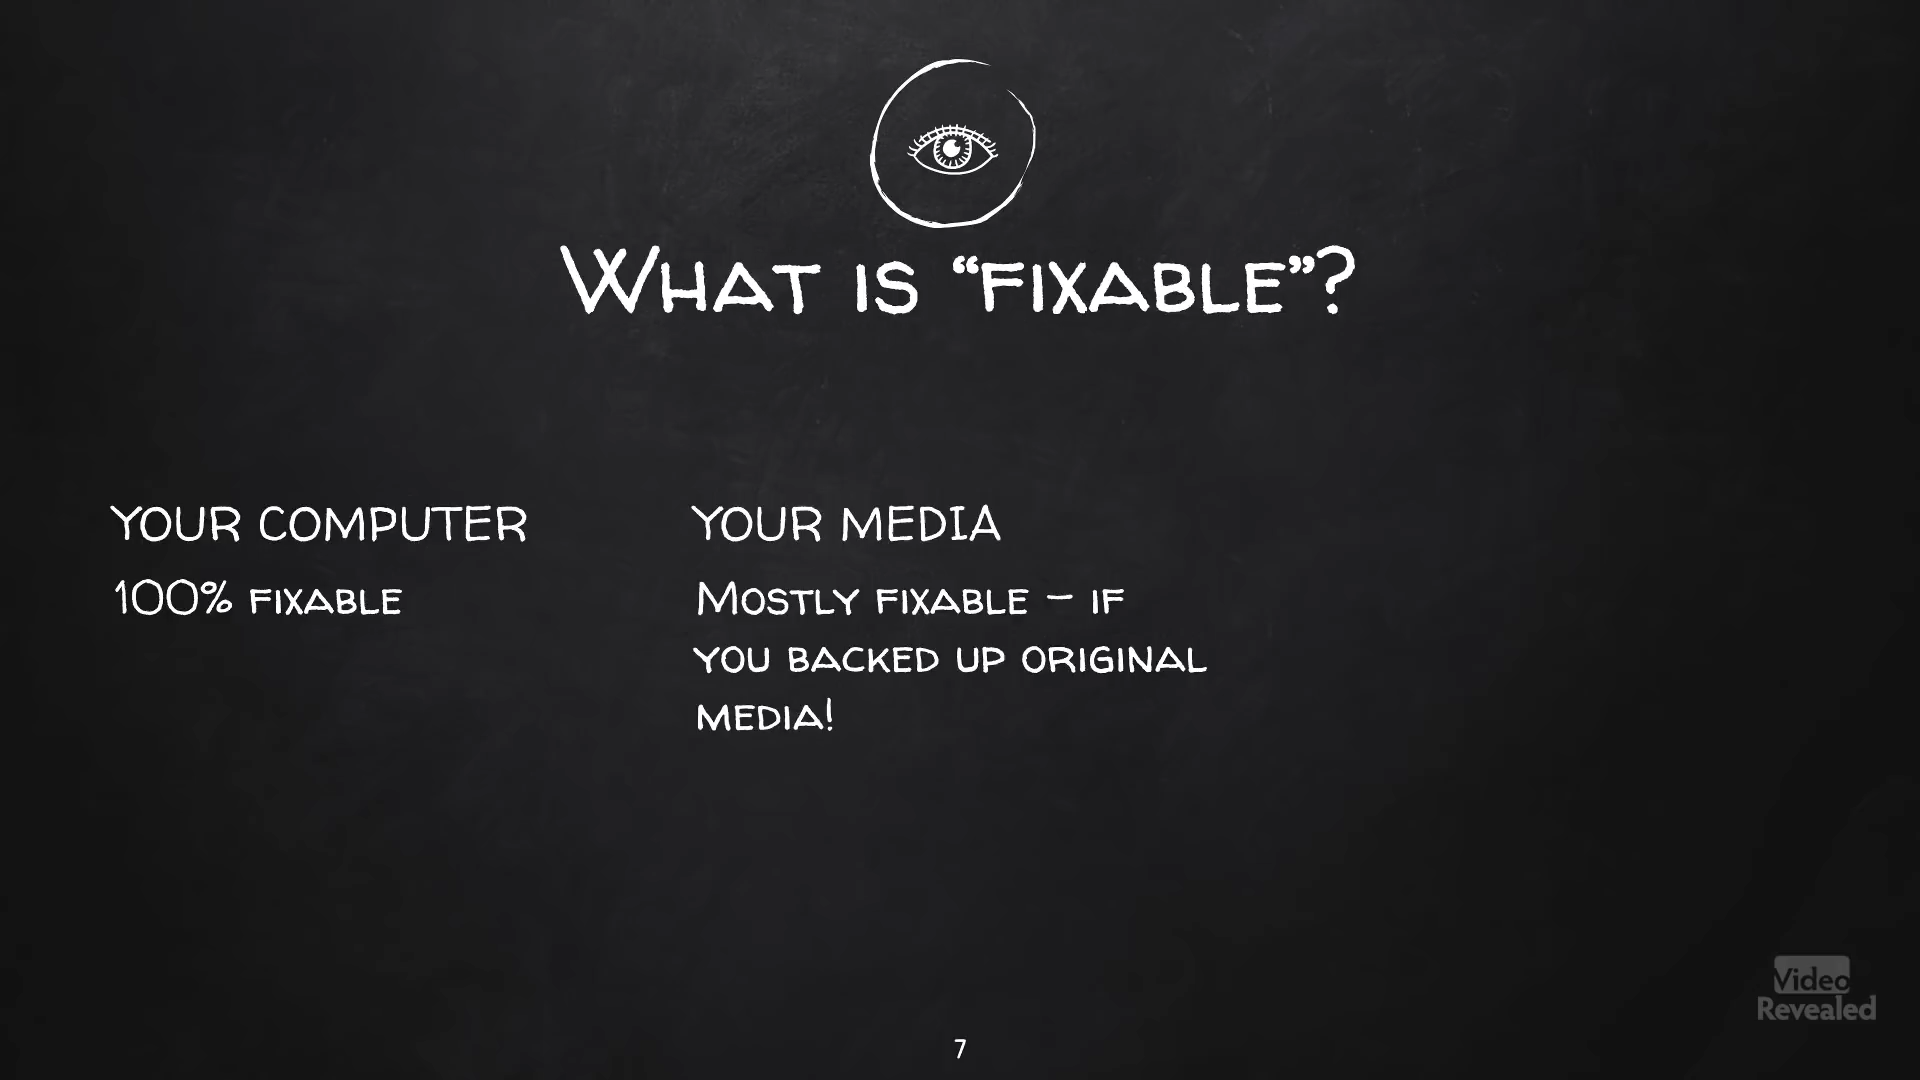 What is “fixable”?
YOUR COMPUTER
100% fixable
YOUR MEDIA
Mostly fixable – if
you backed up original
media!
Video
Revealed
7